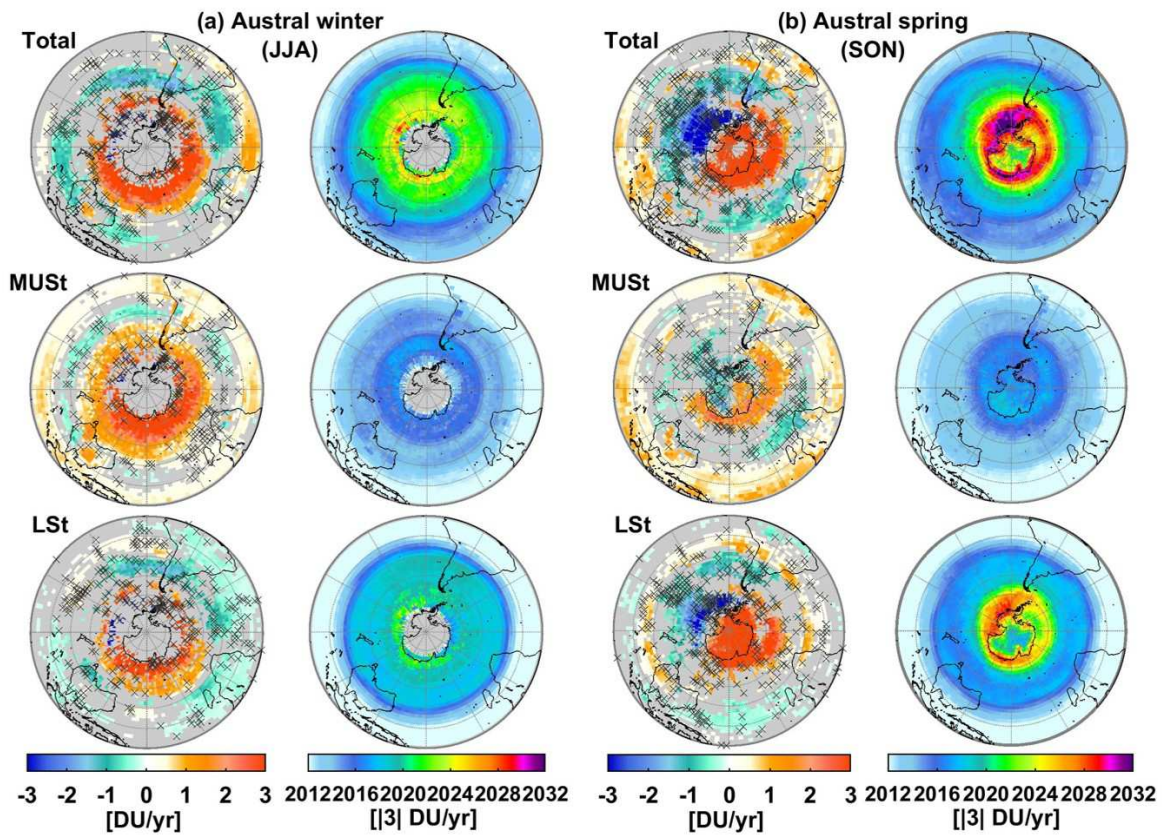 (a) Austral winter
(JJA)
(b) Austral spring
(SON)
Total
Total
MUSt
MUSt
LSt
LSt
-3 -2 -1 0 1 2 3
[DU/yr]
2012 2016 2020 2024 2028 2032
[|3| DU/yr]
-3 -2 -1 0 1 2 3
[DU/yr]
2012 2016 2020 2024 2028 2032
[|3| DU/yr]